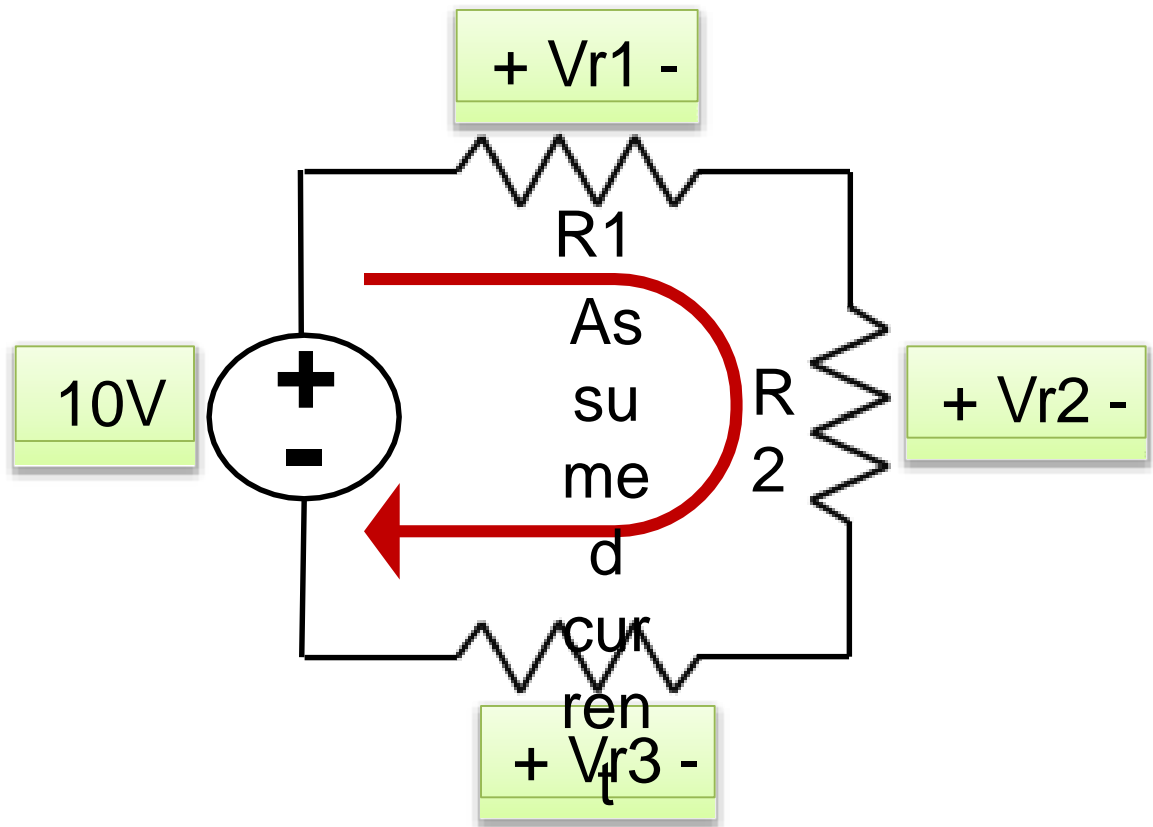 + Vr1 -
R1
10V
+
-
As
su
me
d
cur
ren
t
R
2
+ Vr2 -
+ Vr3 -